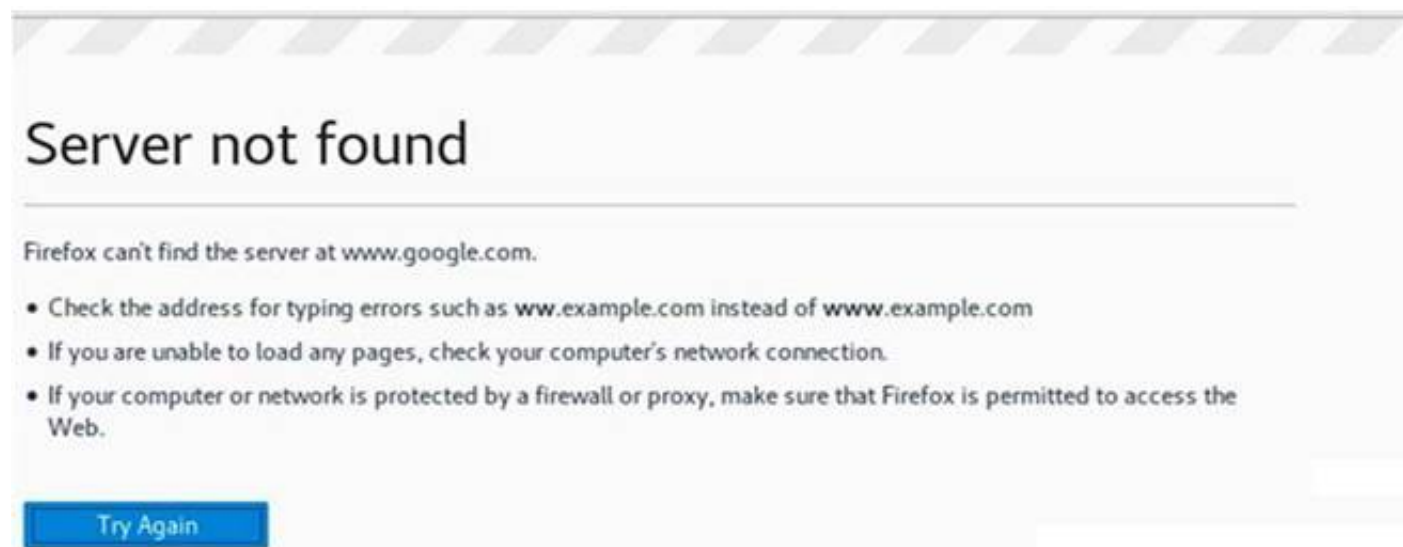 Server not found
Firefox can't find the server at www.google.com.
• Check the address for typing errors such as ww.example.com instead of www.example.com
• If you are unable to load any pages, check your computer's network connection.
• If your computer or network is protected by a firewall or proxy, make sure that Firefox is permitted to access the
Web.
Try Again